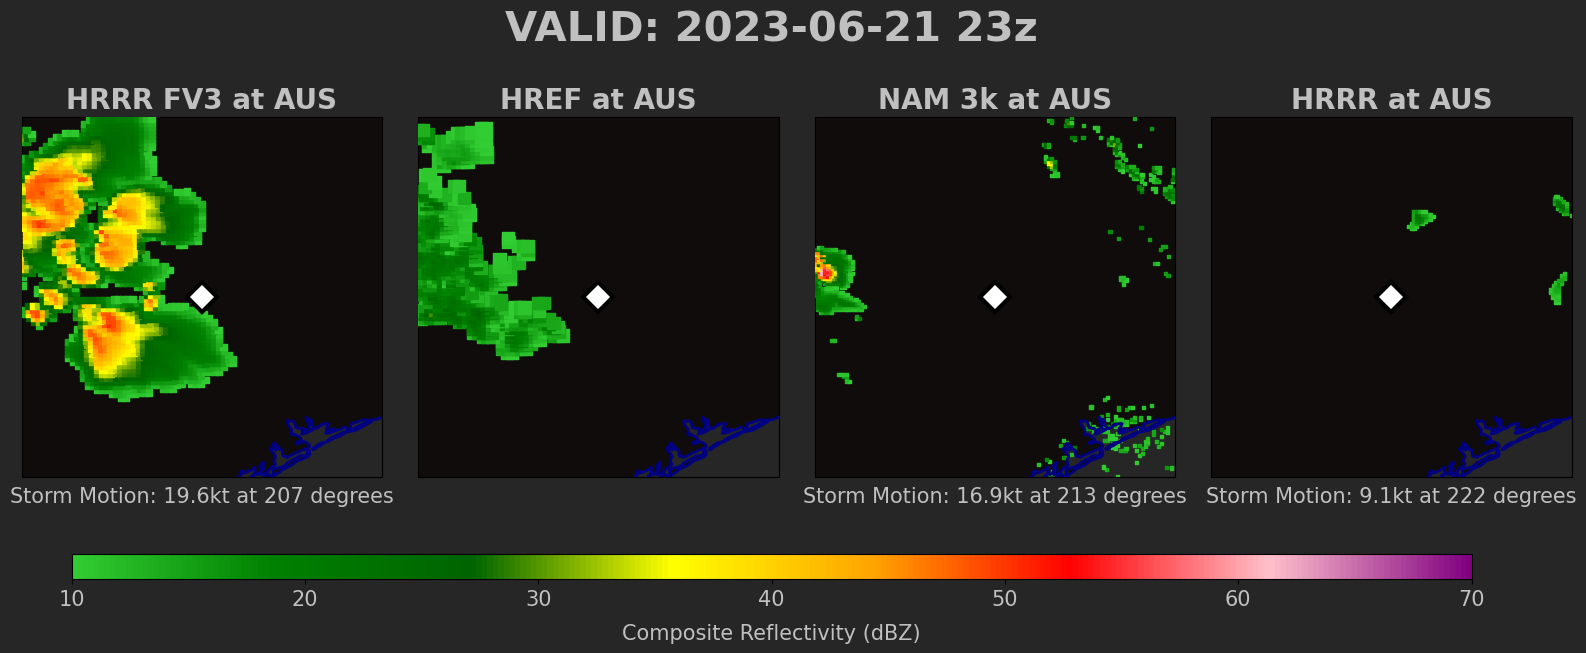 VALID: 2023-06-21 23z
HRRR FV3 at AUS
HREF at AUS
NAM 3k at AUS
HRRR at AUS
Storm Motion: 19.6kt at 207 degrees
Storm Motion: 16.9kt at 213 degrees
Storm Motion: 9.1kt at 222 degrees
10 20 30 40 50 60 70
Composite Reflectivity (dBZ)